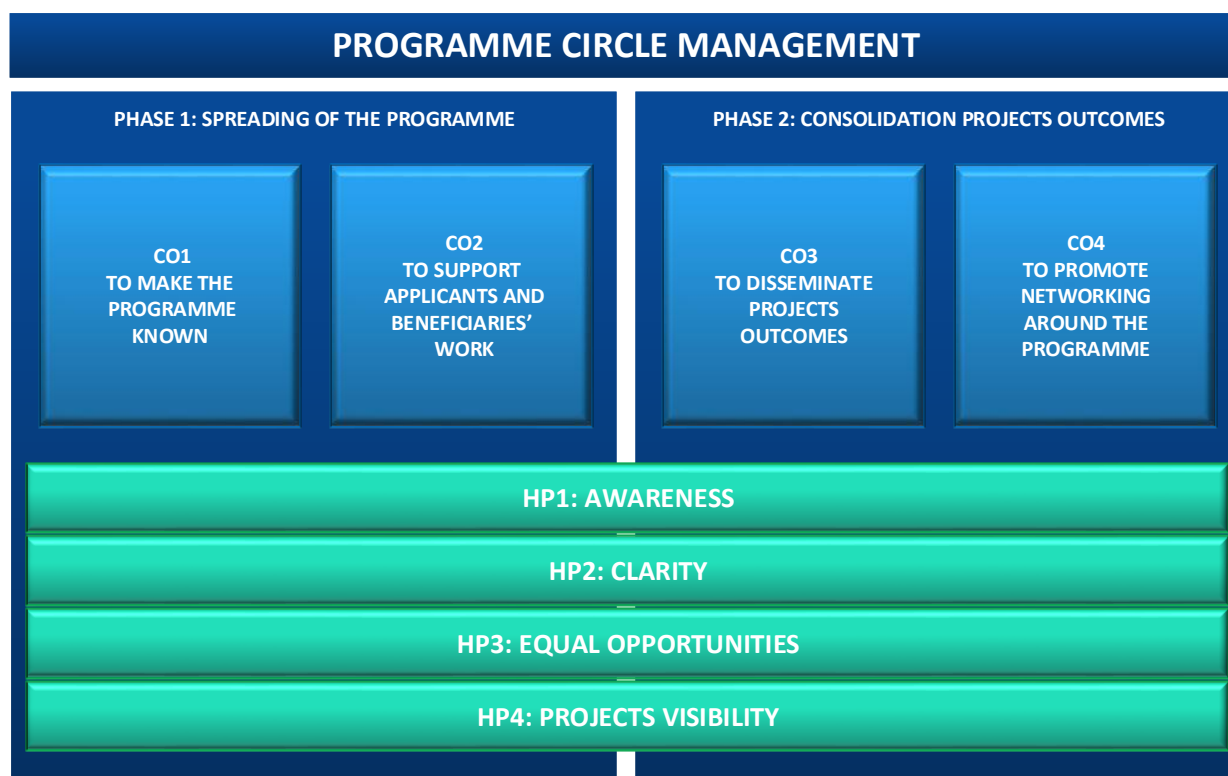 PROGRAMME CIRCLE MANAGEMENT
PHASE 1: SPREADING OF THE PROGRAMME
CO1
TO MAKE THE
PROGRAMME
KNOWN
CO2
TO SUPPORT
APPLICANTS AND
BENEFICIARIES’
WORK
PHASE 2: CONSOLIDATION PROJECTS OUTCOMES
CO3
TO DISSEMINATE
PROJECTS
OUTCOMES
CO4
TO PROMOTE
NETWORKING
AROUND THE
PROGRAMME
HP1: AWARENESS
HP2: CLARITY
HP3: EQUAL OPPORTUNITIES
HP4: PROJECTS VISIBILITY